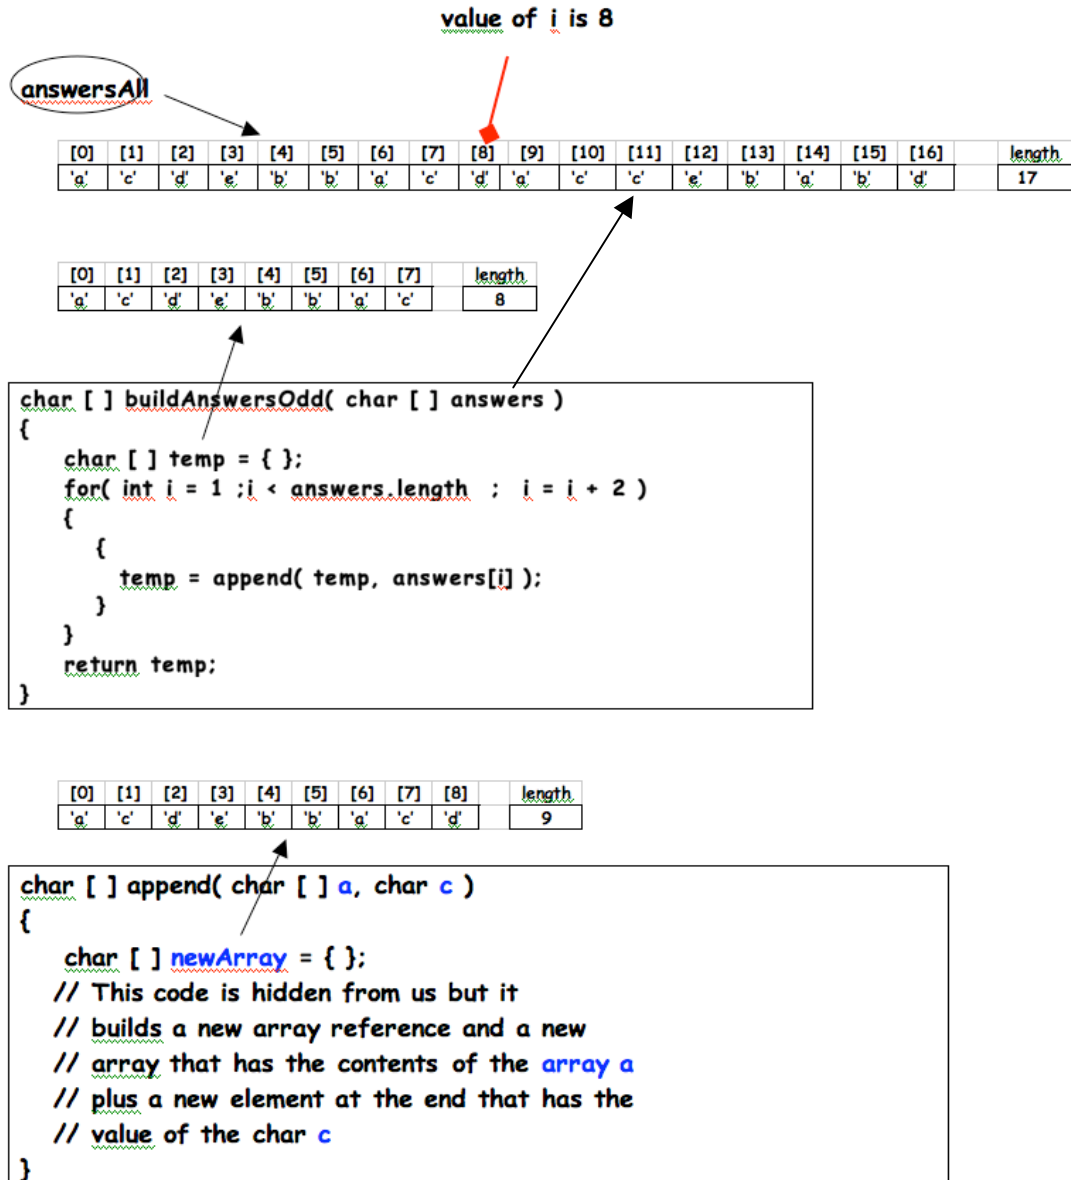 value of i is 8
answersAll
[0] [1] [2] [3] [4] [5] [6] [7] [8] [9] [10] [11] [12] [13] [14] [15] [16] length
'a' 'c' 'd' 'e' 'b' 'b' 'a' 'c' 'd' 'a' 'c' 'c' 'e' 'b' 'a' 'b' 'd' 17
[0] [1] [2] [3] [4] [5] [6] [7] length
'a' 'c' 'd' 'e' 'b' 'b' 'a' 'c' 8
char [ ] buildAnswersOdd( char [ ] answers )
{
char [ ] temp = { };
for( int i = 1 ;i < answers.length ; i = i + 2 )
{
{
temp = append( temp, answers[i] );
}
}
return temp;
}
[0] [1] [2] [3] [4] [5] [6] [7] [8] length
'a' 'c' 'd' 'e' 'b' 'b' 'a' 'c' 'd' 9
char [ ] append( char [ ] a, char c )
{
char [ ] newArray = { };
// This code is hidden from us but it
// builds a new array reference and a new
// array that has the contents of the array a
// plus a new element at the end that has the
// value of the char c
}